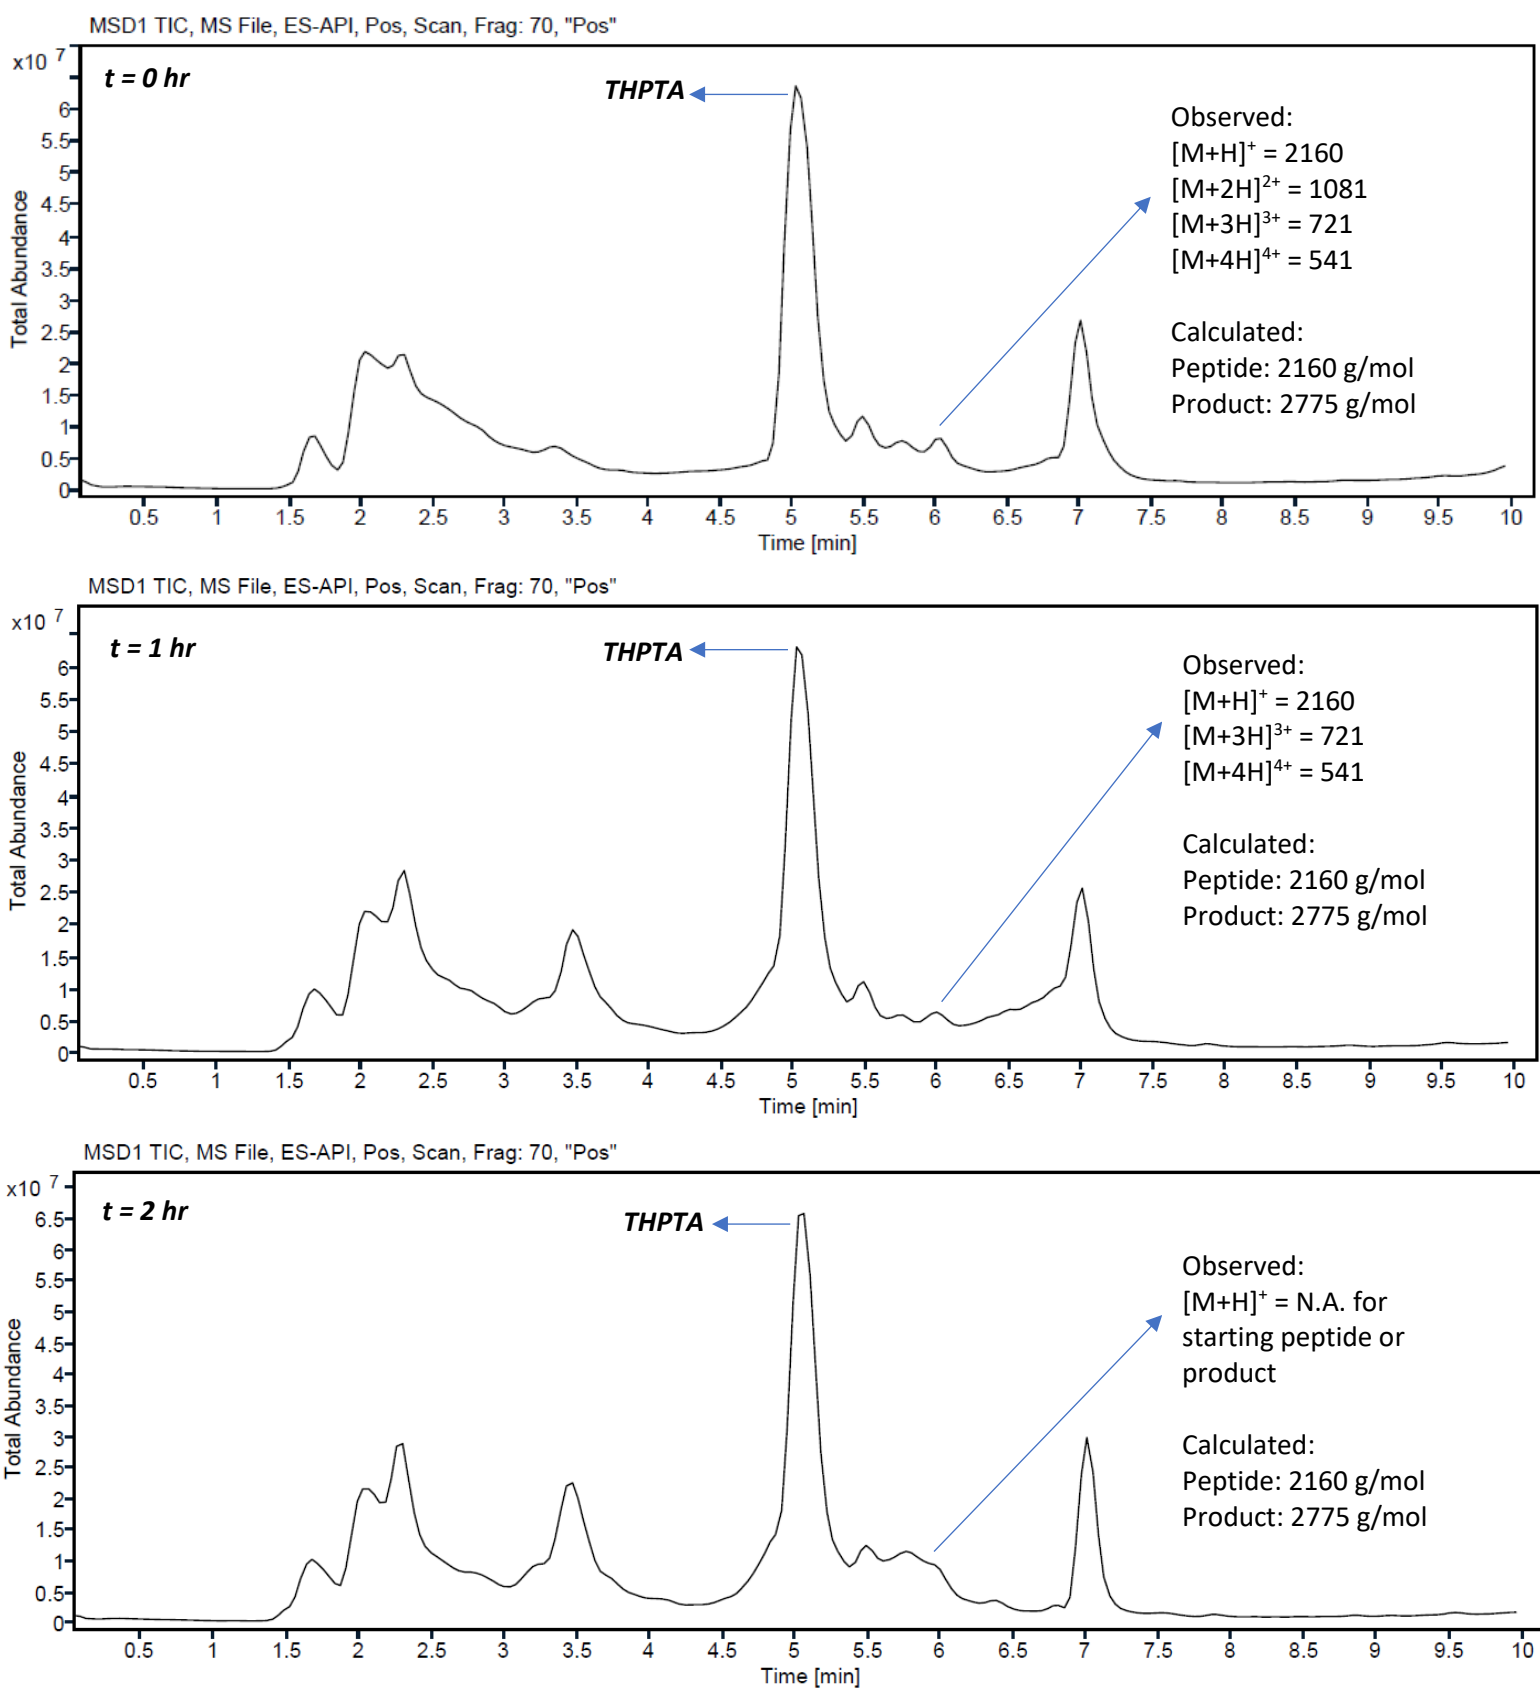 MSD1 TIC, MS File, ES-API, Pos, Scan, Frag: 70, "Pos"
x10 7
t = 0 hr
THPTA
Observed:
[M+H]+ = 2160
[M+2H]2+ = 1081
[M+3H]3+ = 721
[M+4H]4+ = 541
Calculated:
Peptide: 2160 g/mol
Product: 2775 g/mol
Total Abundance
6
5.5
5
4.5
4
3.5
3
2.5
2
1.5
1
0.5
0
0.5 1 1.5 2 2.5 3 3.5 4 4.5 5 5.5 6 6.5 7 7.5 8 8.5 9 9.5 10
Time [min]
MSD1 TIC, MS File, ES-API, Pos, Scan, Frag: 70, "Pos"
x10 7
t = 1 hr
THPTA
Observed:
[M+H]+ = 2160
[M+3H]3+ = 721
[M+4H]4+ = 541
Calculated:
Peptide: 2160 g/mol
Product: 2775 g/mol
Total Abundance
6
5.5
5
4.5
4
3.5
3
2.5
2
1.5
1
0.5
0
0.5 1 1.5 2 2.5 3 3.5 4 4.5 5 5.5 6 6.5 7 7.5 8 8.5 9 9.5 10
Time [min]
MSD1 TIC, MS File, ES-API, Pos, Scan, Frag: 70, "Pos"
x10 7
t = 2 hr
THPTA
Observed:
[M+H]+ = N.A. for
starting peptide or
product
Calculated:
Peptide: 2160 g/mol
Product: 2775 g/mol
Total Abundance
6.5
6
5.5
5
4.5
4
3.5
3
2.5
2
1.5
1
0.5
0
0.5 1 1.5 2 2.5 3 3.5 4 4.5 5 5.5 6 6.5 7 7.5 8 8.5 9 9.5 10
Time [min]